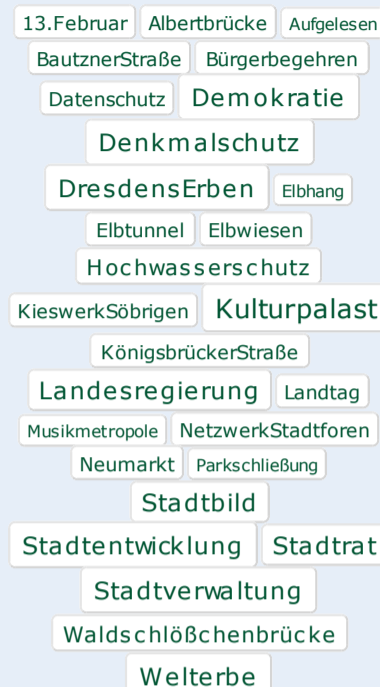 13.Februar Albertbrücke Aufgelesen
BautznerStraße Bürgerbegehren
Datenschutz Demokratie
Denkmalschutz
DresdensErben Elbhang
Elbtunnel Elbwiesen
Hochwasserschutz
KieswerkSöbrigen Kulturpalast
KönigsbrückerStraße
Landesregierung Landtag
Musikmetropole NetzwerkStadtforen
Neumarkt Parkschließung
Stadtbild
Stadtentwicklung Stadtrat
Stadtverwaltung
Waldschlößchenbrücke
Welterbe